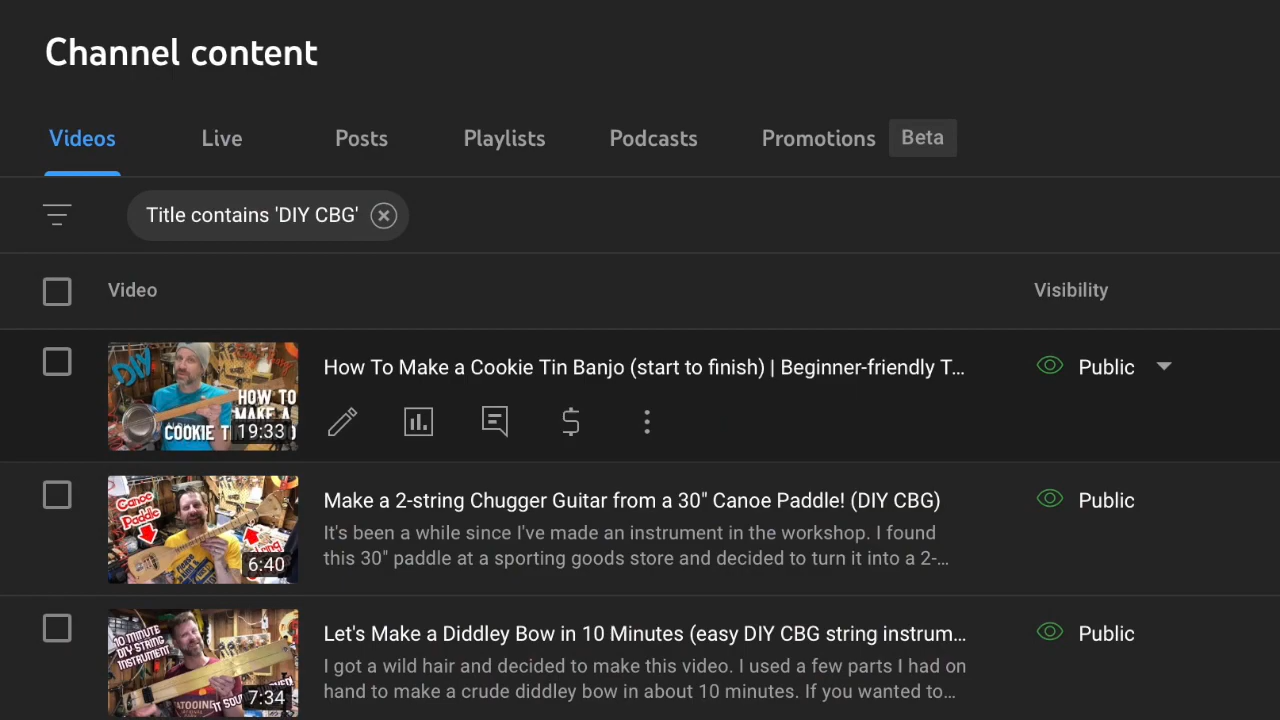 Channel content
Videos Live Posts Playlists Podcasts Promotions Beta
Title contains 'DIY CBG'
Video Visibility
DIY
HOW TO
MAKE A
COOKIE T
19:33
How To Make a Cookie Tin Banjo (start to finish) | Beginner-friendly T...
Public
Canoe
Paddle
6:40
Make a 2-string Chugger Guitar from a 30" Canoe Paddle! (DIY CBG)
It's been a while since I've made an instrument in the workshop. I found
this 30" paddle at a sporting goods store and decided to turn it into a 2-...
Public
10 MINUTE
DIY STRING
INSTRUMENT
IT SOU
7:34
Let's Make a Diddley Bow in 10 Minutes (easy DIY CBG string instrum...
I got a wild hair and decided to make this video. I used a few parts I had on
hand to make a crude diddley bow in about 10 minutes. If you wanted to...
Public